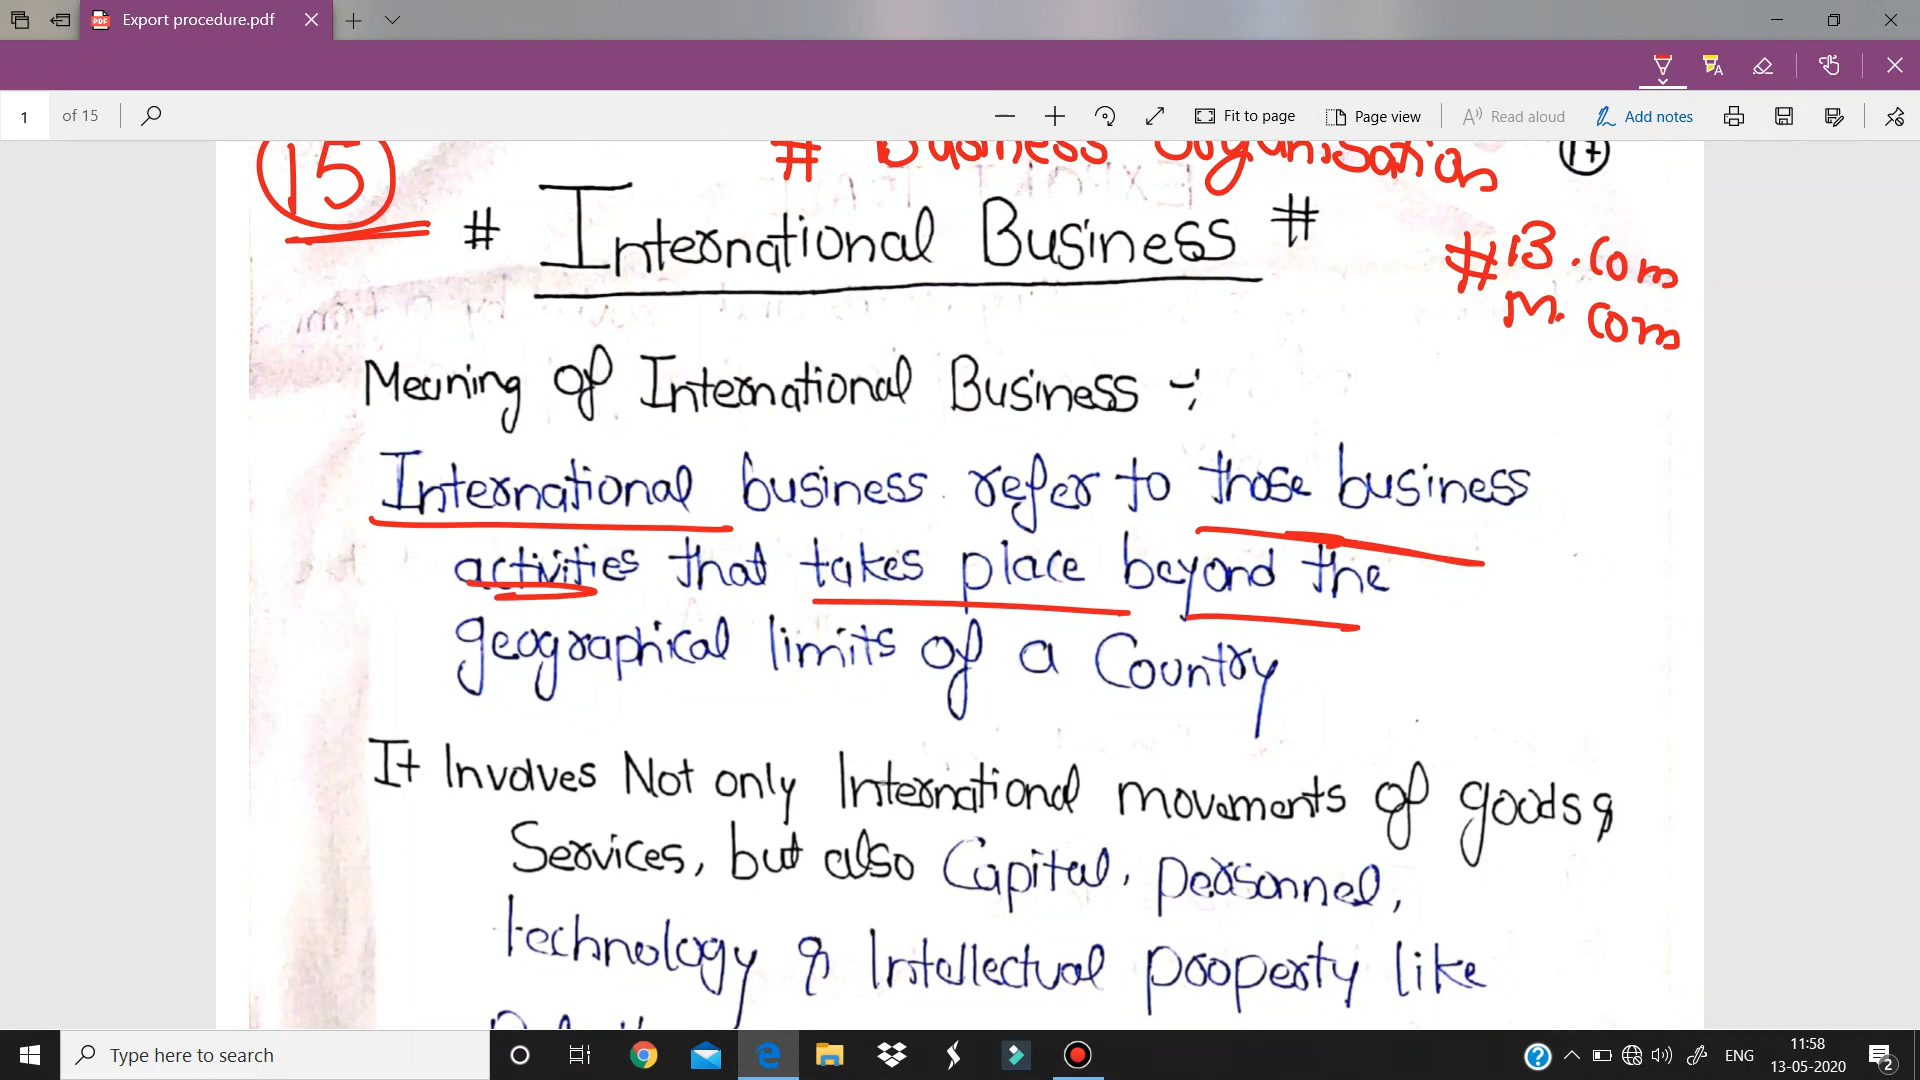 Export procedure.pdf
1 of 15
Fit to page
Page view
Read aloud
Add notes
15
# Business Organisation
17
# International Business #
# B.Com
M.Com
Meaning of International Business :-
International business refer to those business
activities that takes place beyond the
geographical limits of a Country
It Involves Not only International movements of goods &
Services, but also Capital, personnel,
technology & Intellectual property like
Type here to search
ENG
11:58
13-05-2020
2